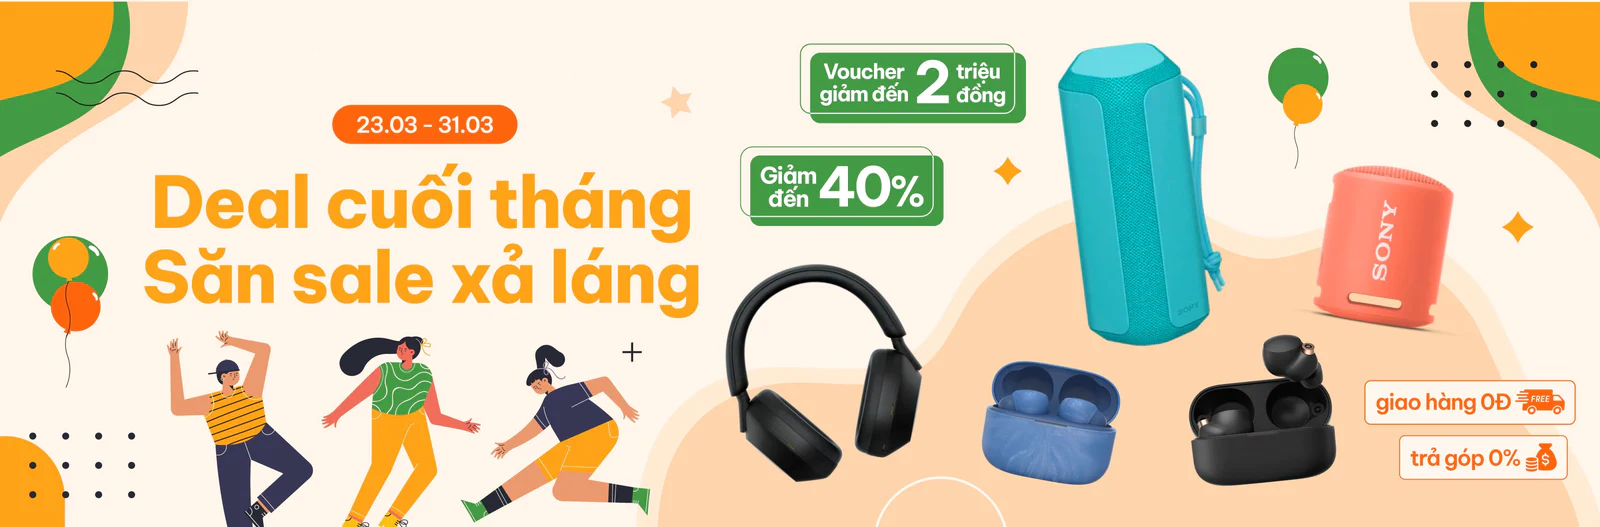 23.03 - 31.03
Deal cuối tháng
Săn sale xả láng
Voucher giảm đến 2 triệu đồng
Giảm đến 40%
SONY
SONY
giao hàng 0Đ FREE
trả góp 0% $